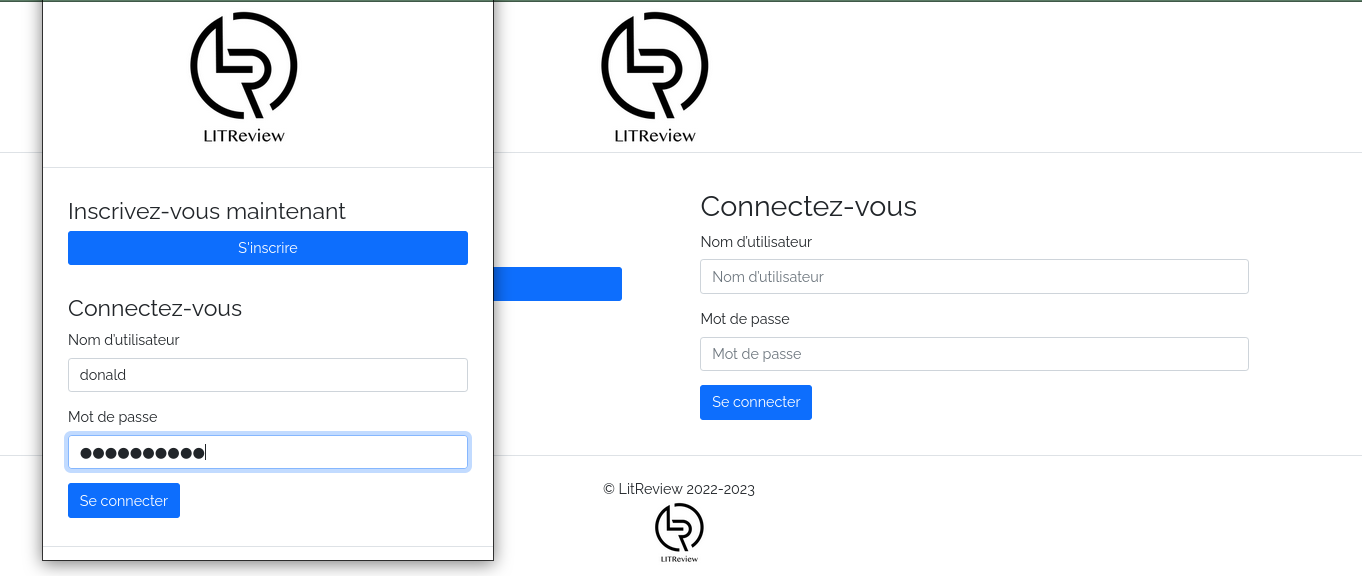 LITReview
Inscrivez-vous maintenant
S'inscrire
Connectez-vous
Nom d'utilisateur
donald
Mot de passe
●●●●●●●●●●
Se connecter
LITReview
Connectez-vous
Nom d'utilisateur
Nom d'utilisateur
Mot de passe
Mot de passe
Se connecter
© LitReview 2022-2023
LITReview